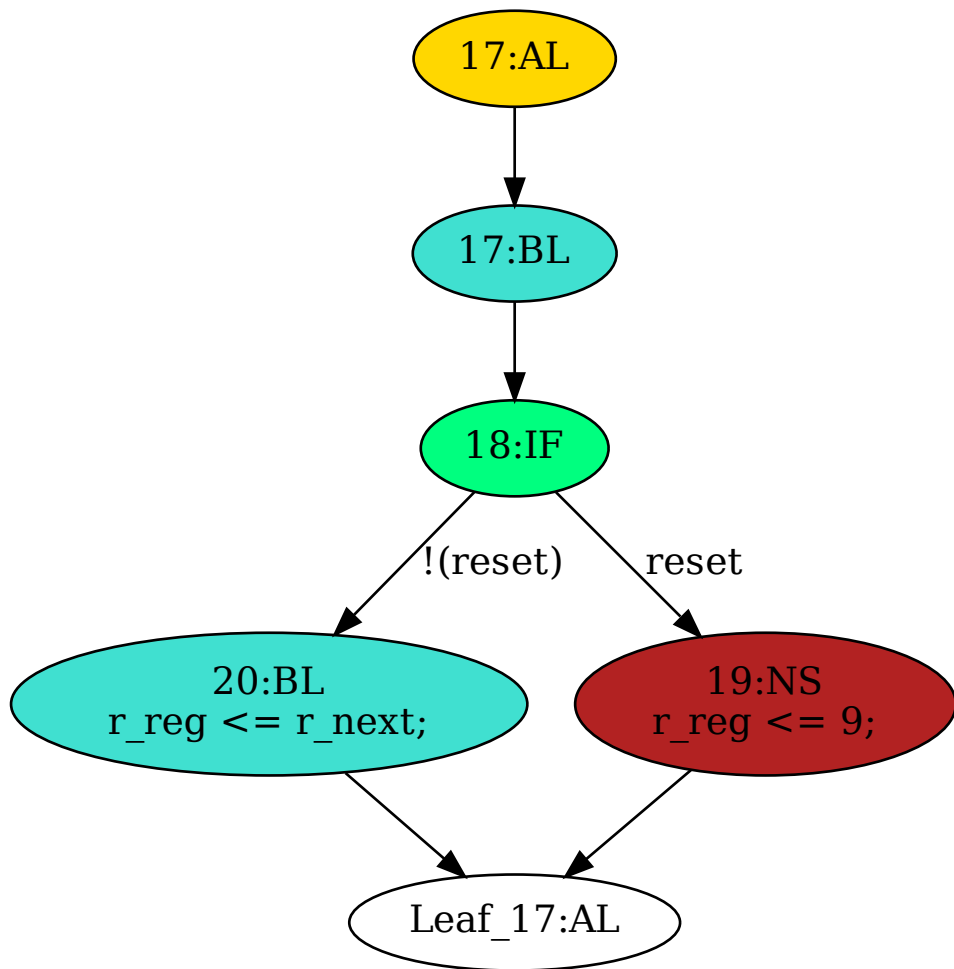 17:AL
17:BL
18:IF
!(reset)
reset
20:BL
r_reg <= r_next;
19:NS
r_reg <= 9;
Leaf_17:AL